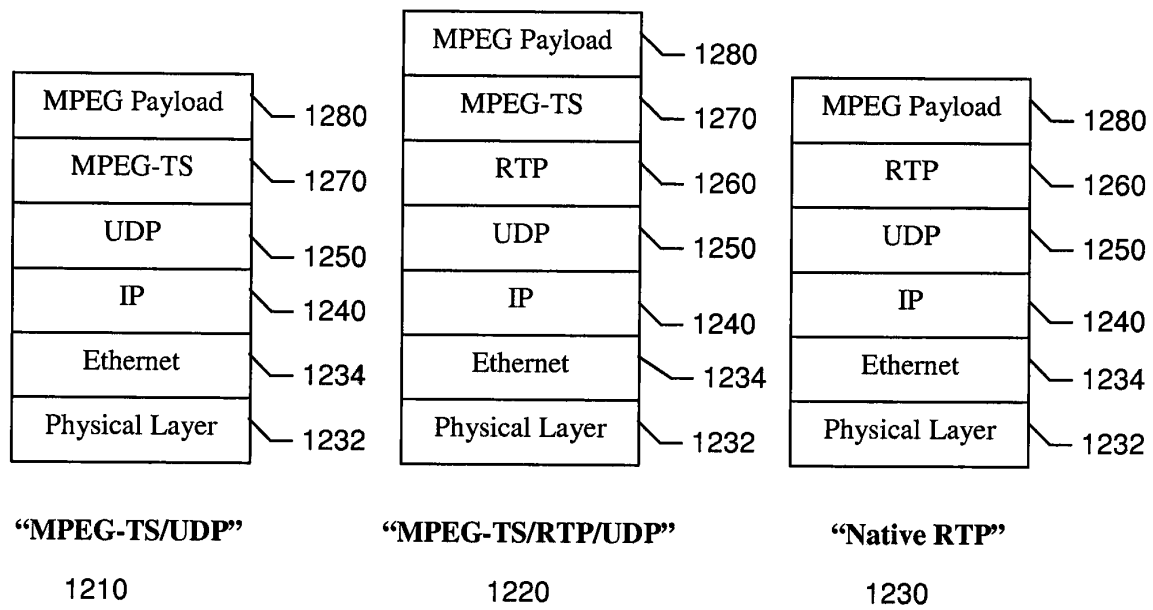 MPEG Payload 1280
MPEG-TS 1270
UDP 1250
IP 1240
Ethernet 1234
Physical Layer 1232
“MPEG-TS/UDP”
1210
MPEG Payload 1280
MPEG-TS 1270
RTP 1260
UDP 1250
IP 1240
Ethernet 1234
Physical Layer 1232
“MPEG-TS/RTP/UDP”
1220
MPEG Payload 1280
RTP 1260
UDP 1250
IP 1240
Ethernet 1234
Physical Layer 1232
“Native RTP”
1230